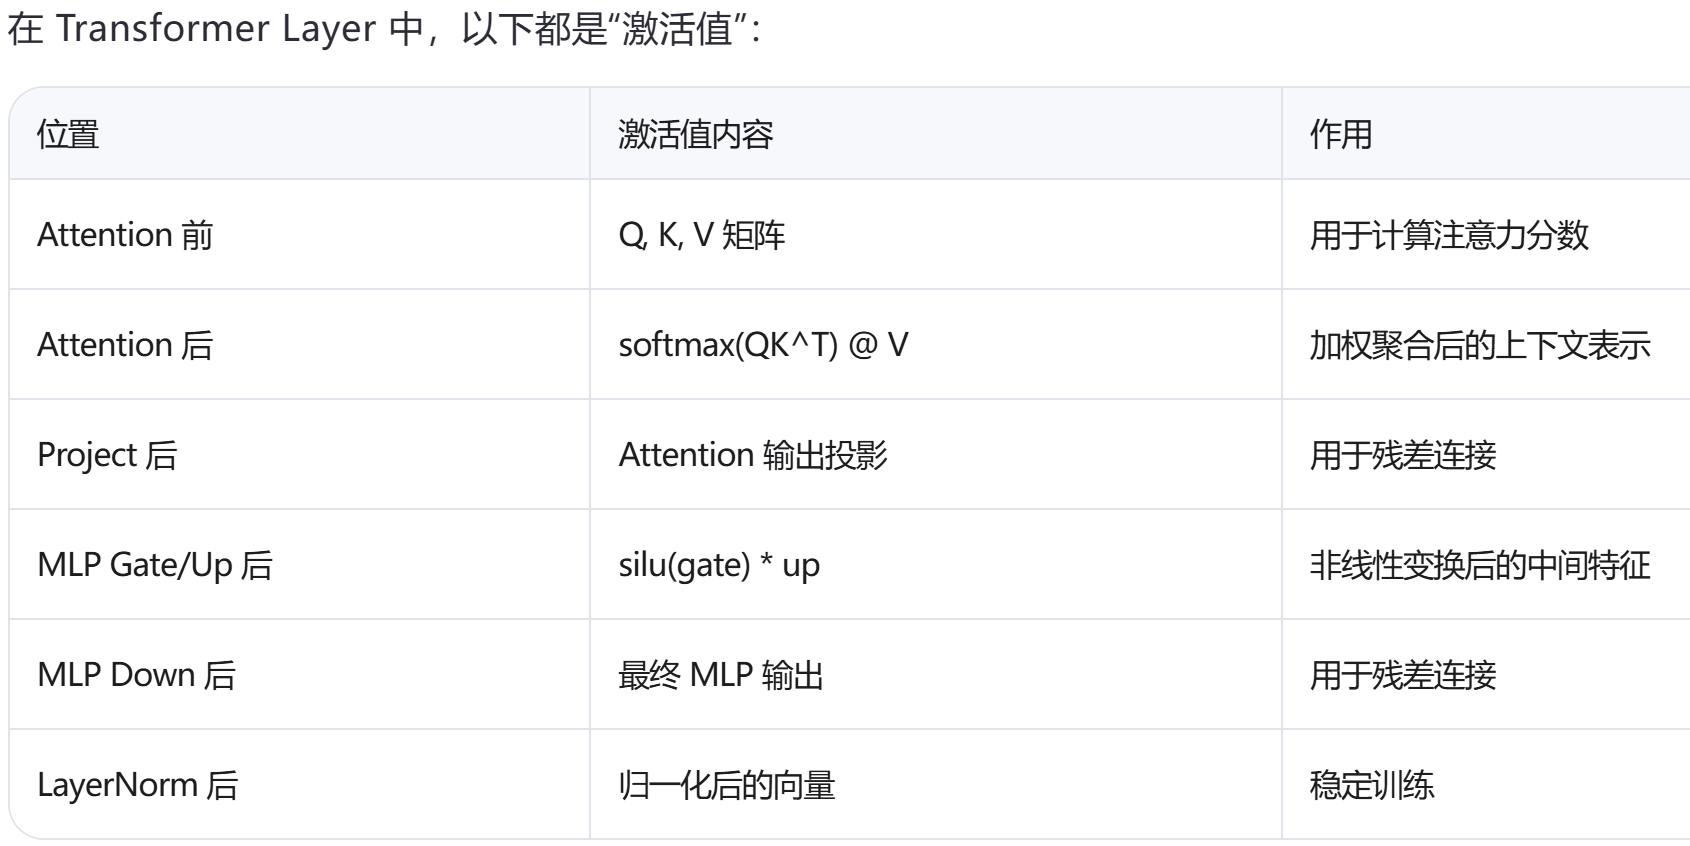 在 Transformer Layer 中，以下都是“激活值”：
位置 激活值内容 作用
Attention 前 Q, K, V 矩阵 用于计算注意力分数
Attention 后 softmax(QK^T) @ V 加权聚合后的上下文表示
Project 后 Attention 输出投影 用于残差连接
MLP Gate/Up 后 silu(gate) * up 非线性变换后的中间特征
MLP Down 后 最终 MLP 输出 用于残差连接
LayerNorm 后 归一化后的向量 稳定训练